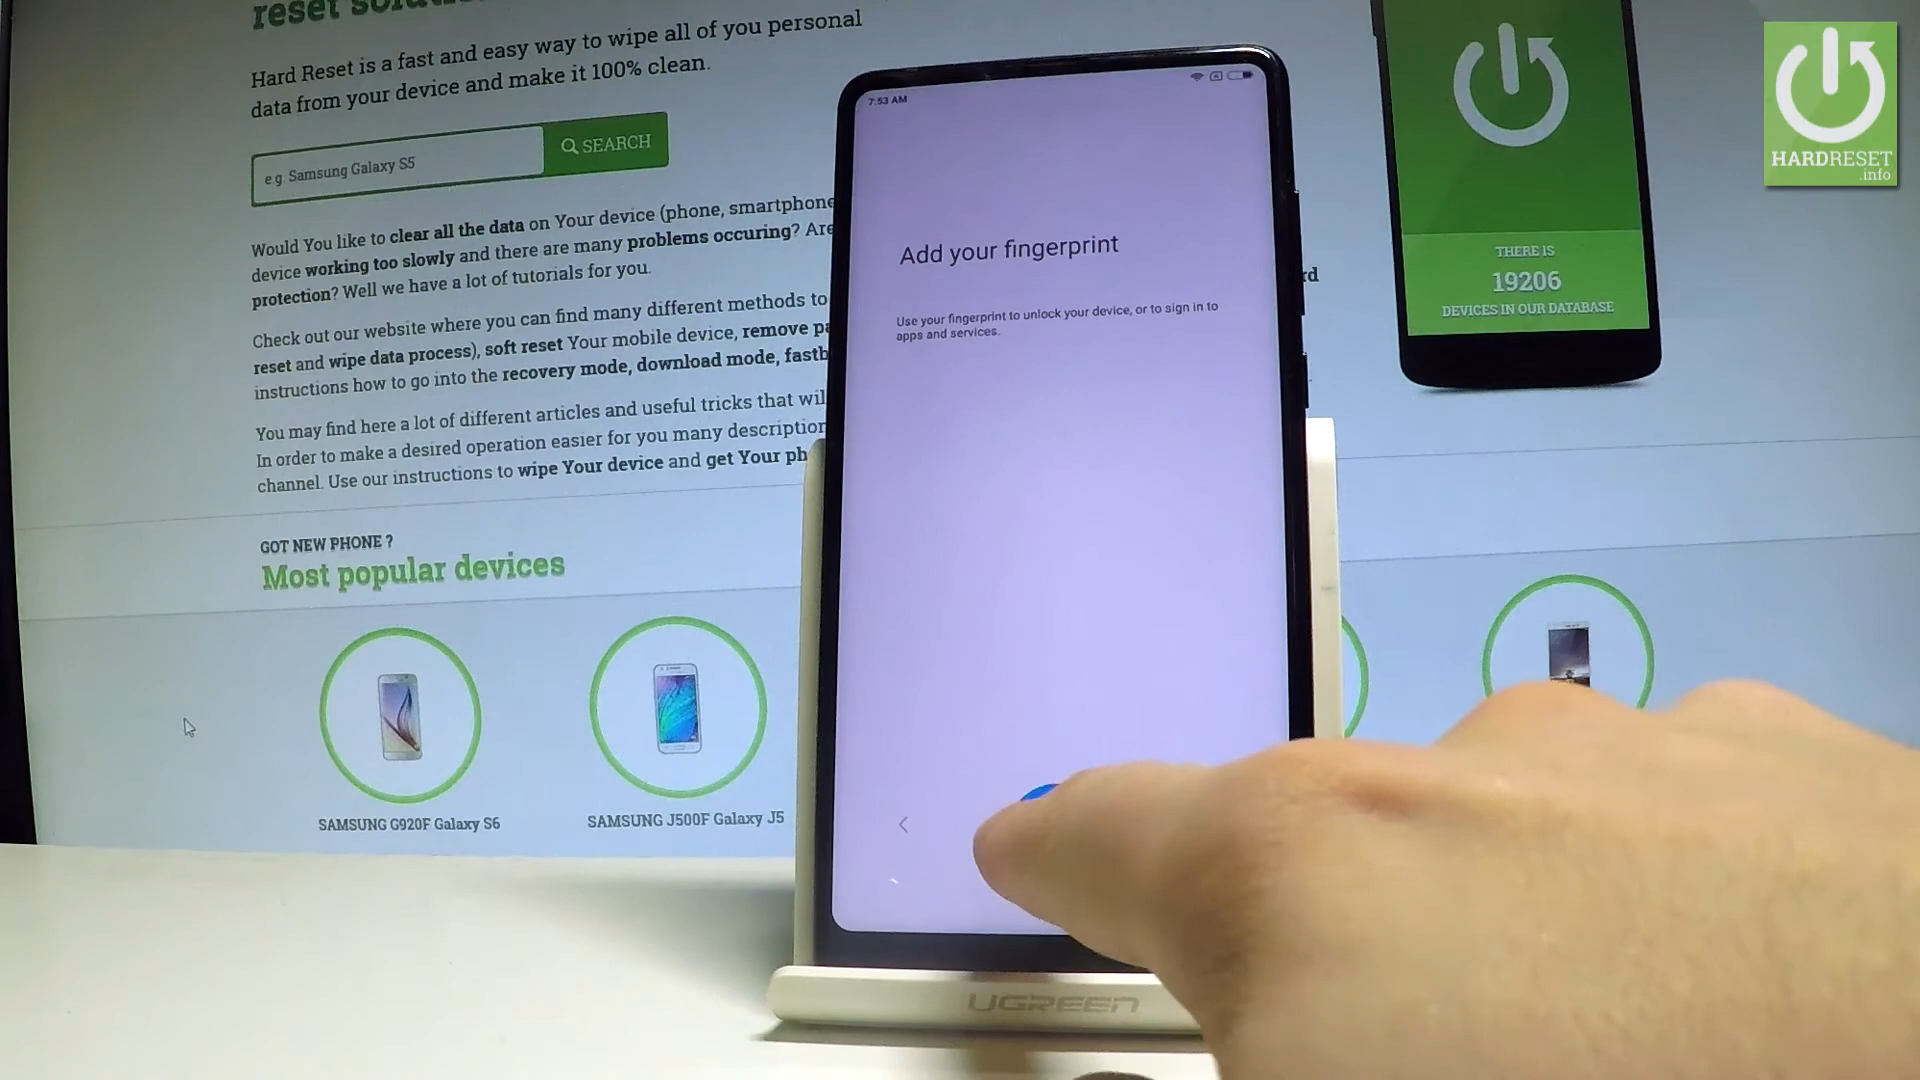 reset
Hard Reset is a fast and easy way to wipe all of you personal
data from your device and make it 100% clean.
e.g. Samsung Galaxy S5
SEARCH
Would You like to clear all the data on Your device (phone, smartphone
device working too slowly and there are many problems occuring? Are
protection? Well we have a lot of tutorials for you.
Check out our website where you can find many different methods to
reset and wipe data process), soft reset Your mobile device, remove pa
instructions how to go into the recovery mode, download mode, fastb
You may find here a lot of different articles and useful tricks that wil
In order to make a desired operation easier for you many description
channel. Use our instructions to wipe Your device and get Your ph
GOT NEW PHONE ?
Most popular devices
SAMSUNG G920F Galaxy S6
SAMSUNG J500F Galaxy J5
7:53 AM
Add your fingerprint
Use your fingerprint to unlock your device, or to sign in to
apps and services.
UGREEN
rd
THERE IS
19206
DEVICES IN OUR DATABASE
HARDRESET
.info